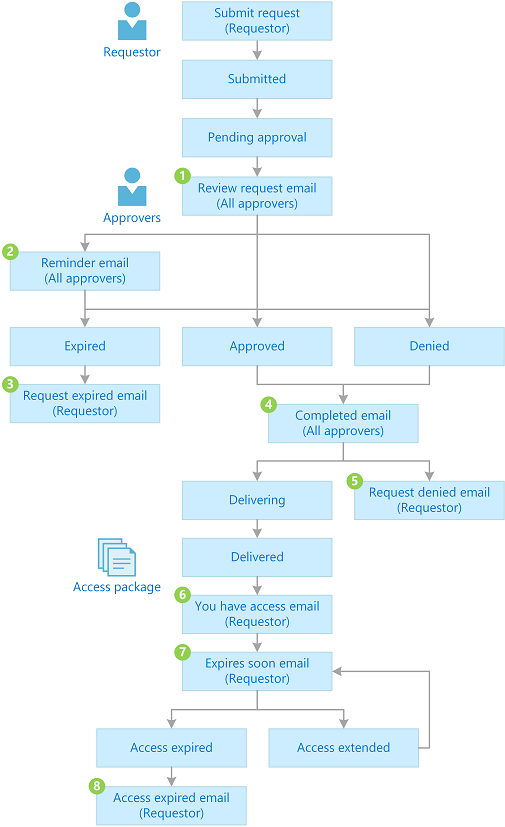 Submit request
(Requestor)
Requestor
Submitted
Pending approval
1
Review request email
(All approvers)
Approvers
2
Reminder email
(All approvers)
Expired
Approved
Denied
3
Request expired email
(Requestor)
4
Completed email
(All approvers)
Delivering
5
Request denied email
(Requestor)
Delivered
Access package
6
You have access email
(Requestor)
7
Expires soon email
(Requestor)
Access expired
Access extended
8
Access expired email
(Requestor)